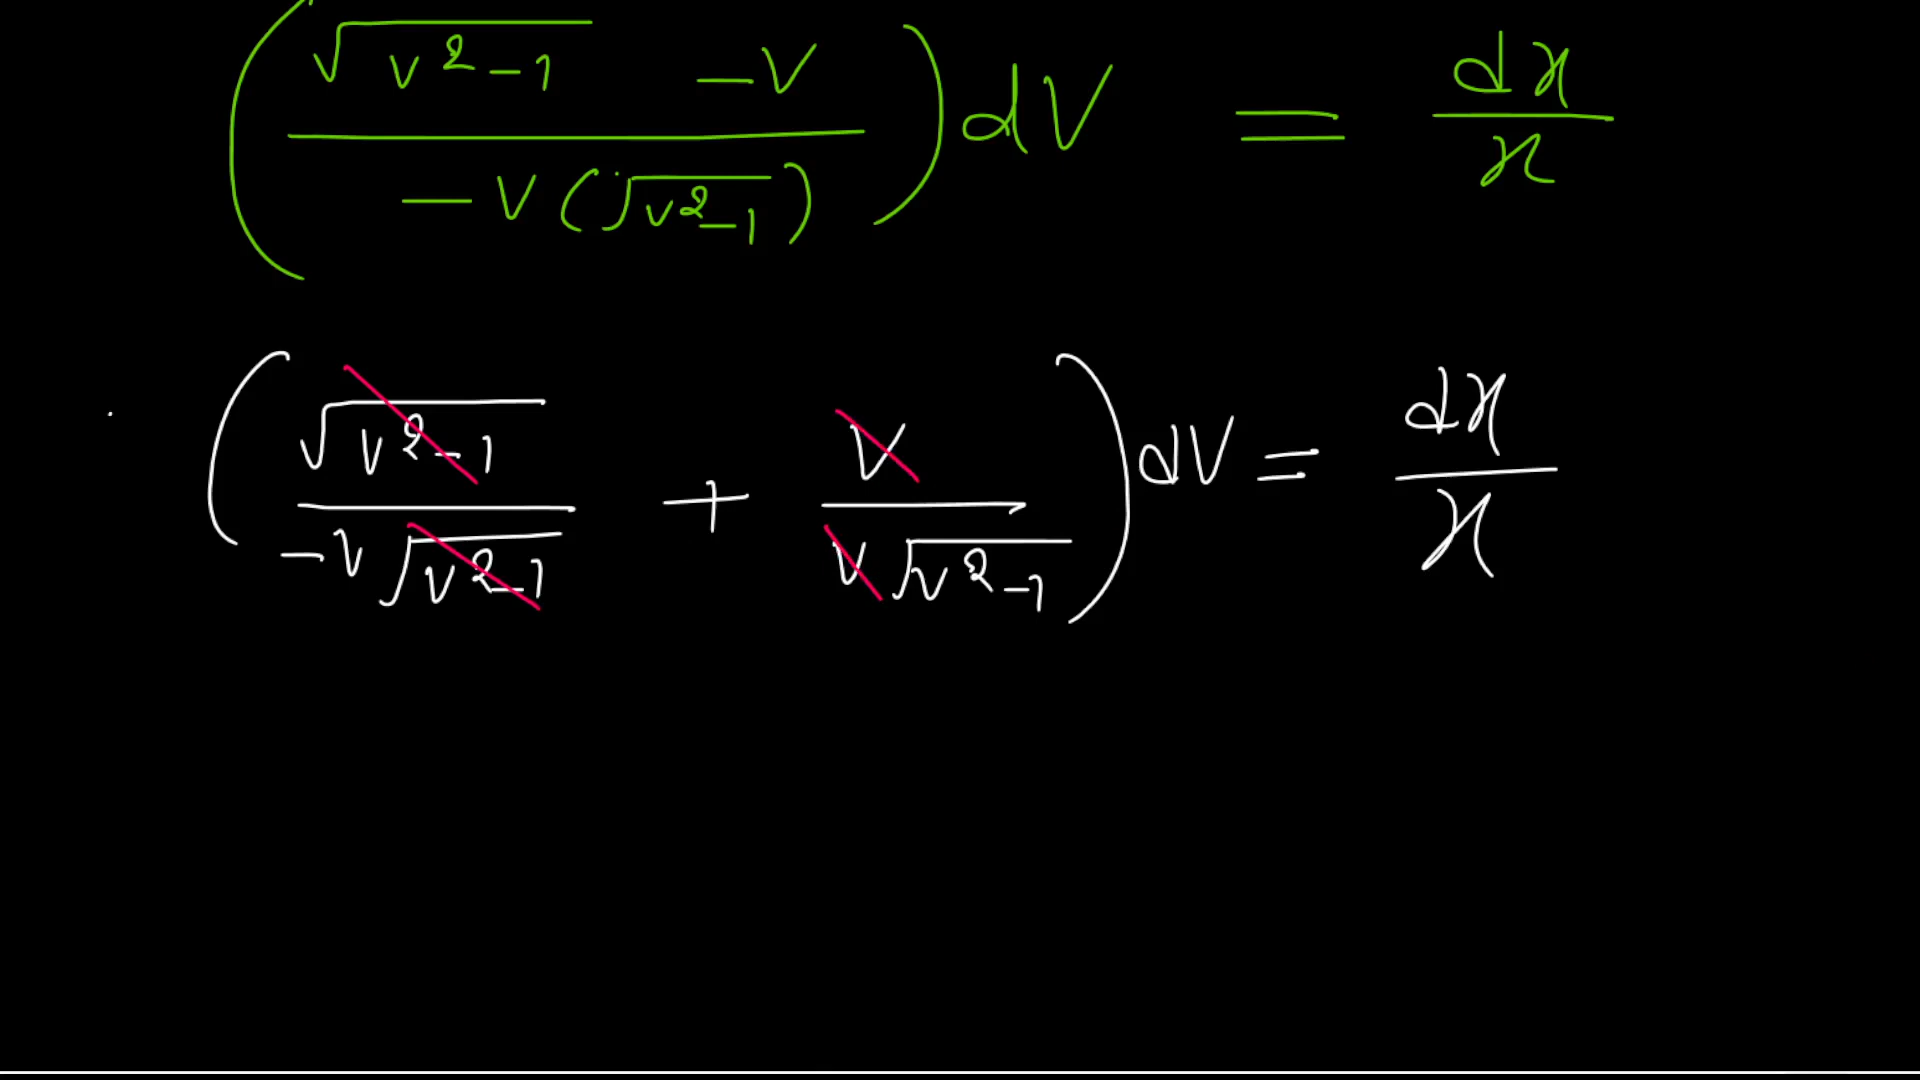 (√(v²-1) - v / -v(√(v²-1))) dv = dx/x
(√(v²-1) / -v√(v²-1) + v / v√(v²-1)) dv = dx/x